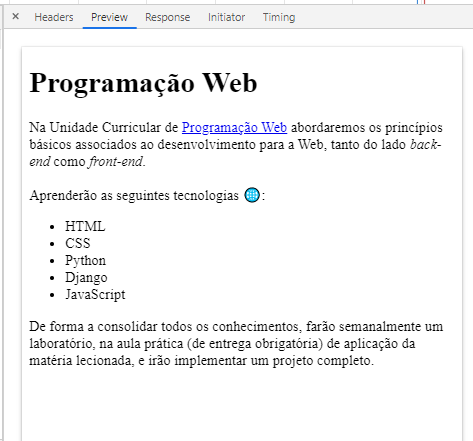 × Headers Preview Response Initiator Timing
Programação Web
Na Unidade Curricular de Programação Web abordaremos os princípios
básicos associados ao desenvolvimento para a Web, tanto do lado back-
end como front-end.
Aprenderão as seguintes tecnologias 🌐:
• HTML
• CSS
• Python
• Django
• JavaScript
De forma a consolidar todos os conhecimentos, farão semanalmente um
laboratório, na aula prática (de entrega obrigatória) de aplicação da
matéria lecionada, e irão implementar um projeto completo.